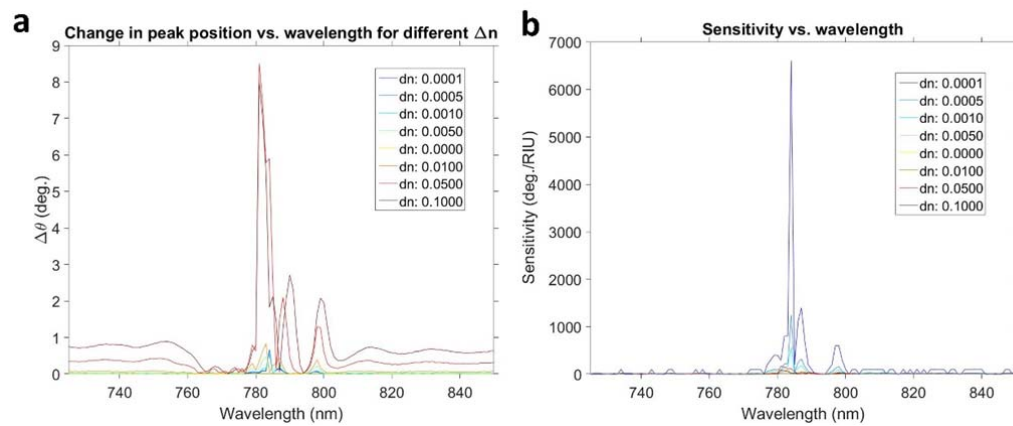 a
Change in peak position vs. wavelength for different Δn
9
8
7
6
5
4
3
2
1
0
Δθ (deg.)
dn: 0.0001
dn: 0.0005
dn: 0.0010
dn: 0.0050
dn: 0.0000
dn: 0.0100
dn: 0.0500
dn: 0.1000
740 760 780 800 820 840
Wavelength (nm)
b
Sensitivity vs. wavelength
7000
6000
5000
4000
3000
2000
1000
0
Sensitivity (deg./RIU)
dn: 0.0001
dn: 0.0005
dn: 0.0010
dn: 0.0050
dn: 0.0000
dn: 0.0100
dn: 0.0500
dn: 0.1000
740 760 780 800 820 840
Wavelength (nm)